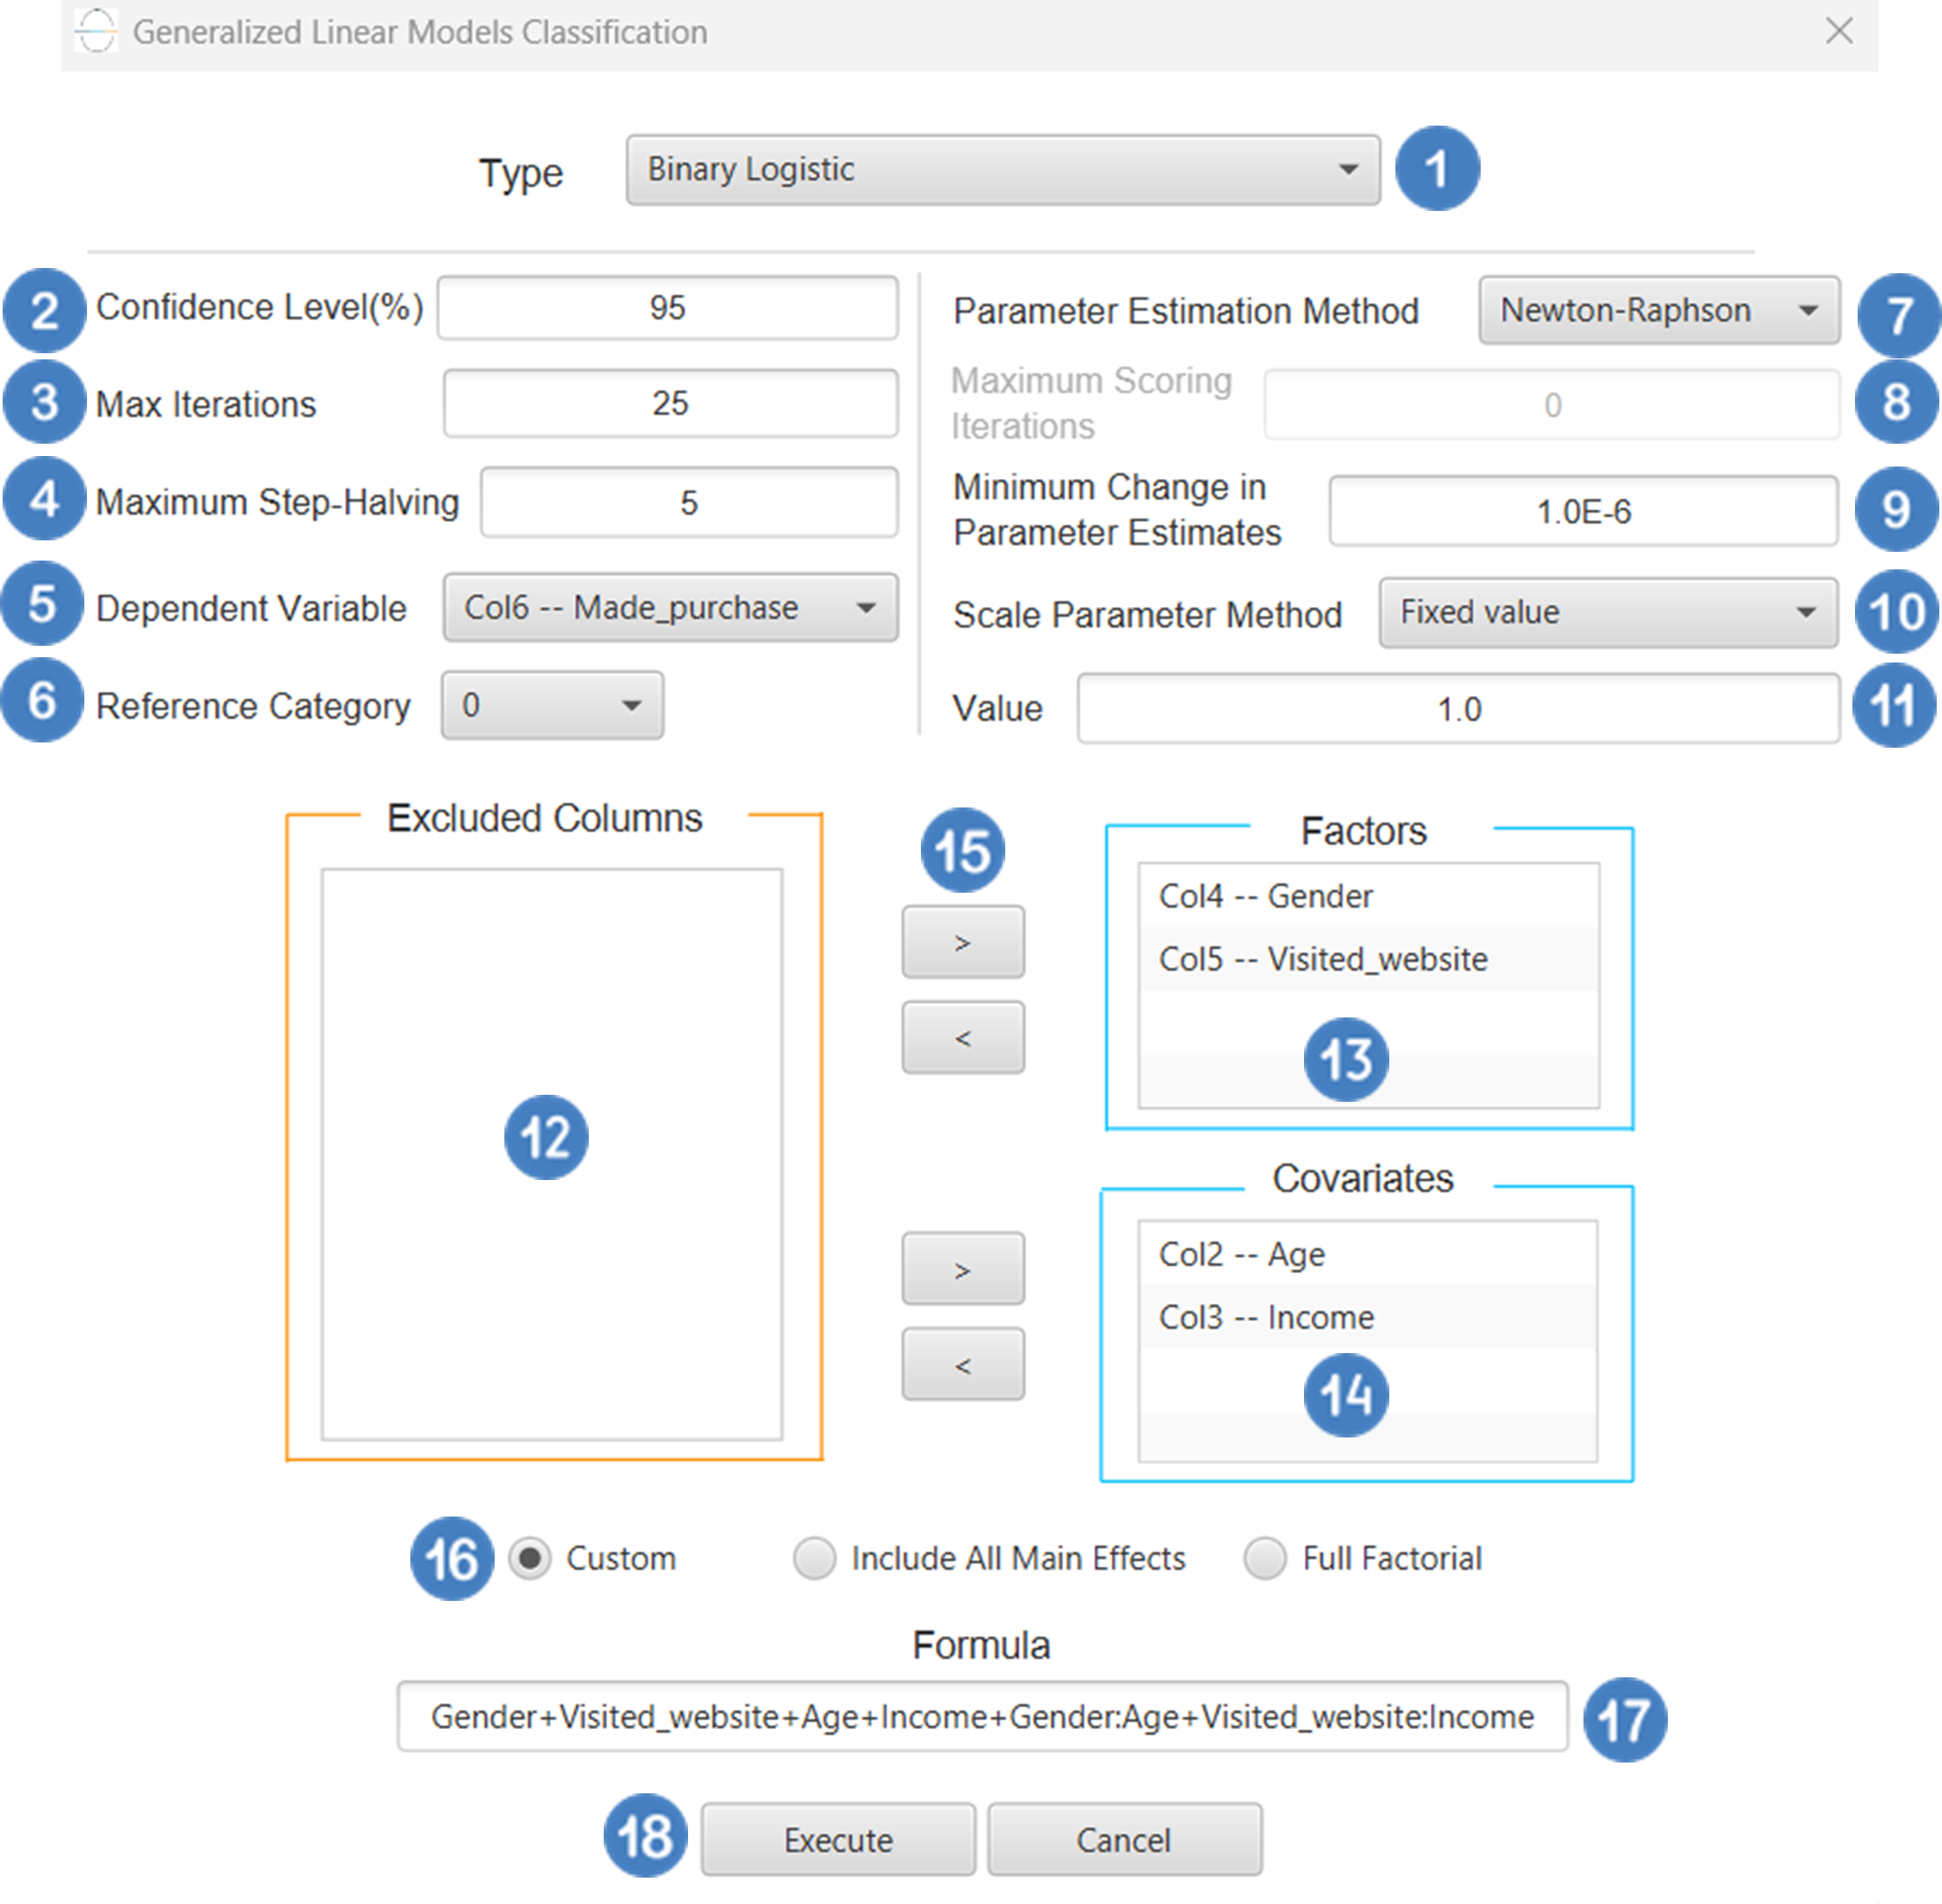 Generalized Linear Models Classification
Type Binary Logistic 1
2 Confidence Level(%) 95
3 Max Iterations 25
4 Maximum Step-Halving 5
5 Dependent Variable Col6 -- Made_purchase
6 Reference Category 0
Parameter Estimation Method Newton-Raphson 7
Maximum Scoring
Iterations 0 8
Minimum Change in
Parameter Estimates 1.0E-6 9
Scale Parameter Method Fixed value 10
Value 1.0 11
Excluded Columns
12
15
>
<
>
<
Factors
Col4 -- Gender
Col5 -- Visited_website
13
Covariates
Col2 -- Age
Col3 -- Income
14
16 Custom Include All Main Effects Full Factorial
Formula
Gender+Visited_website+Age+Income+Gender:Age+Visited_website:Income 17
18 Execute Cancel